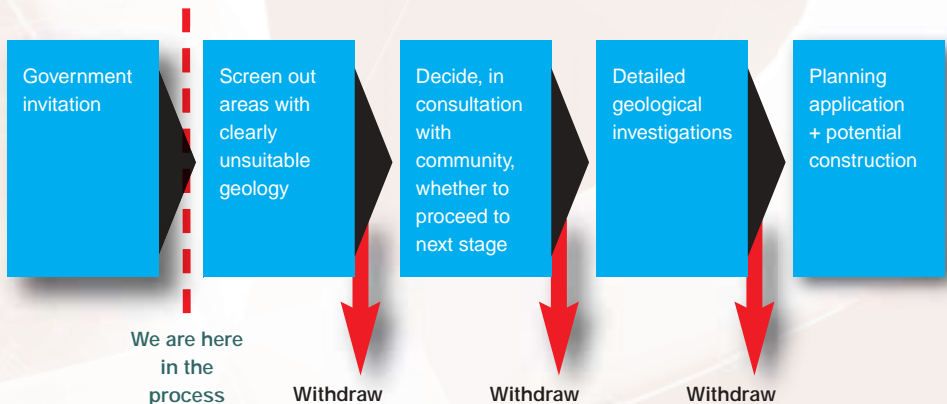 Government
invitation
Screen out
areas with
clearly
unsuitable
geology
Decide, in
consultation
with
community,
whether to
proceed to
next stage
Detailed
geological
investigations
Planning
application
+ potential
construction
We are here
in the
process
Withdraw
Withdraw
Withdraw